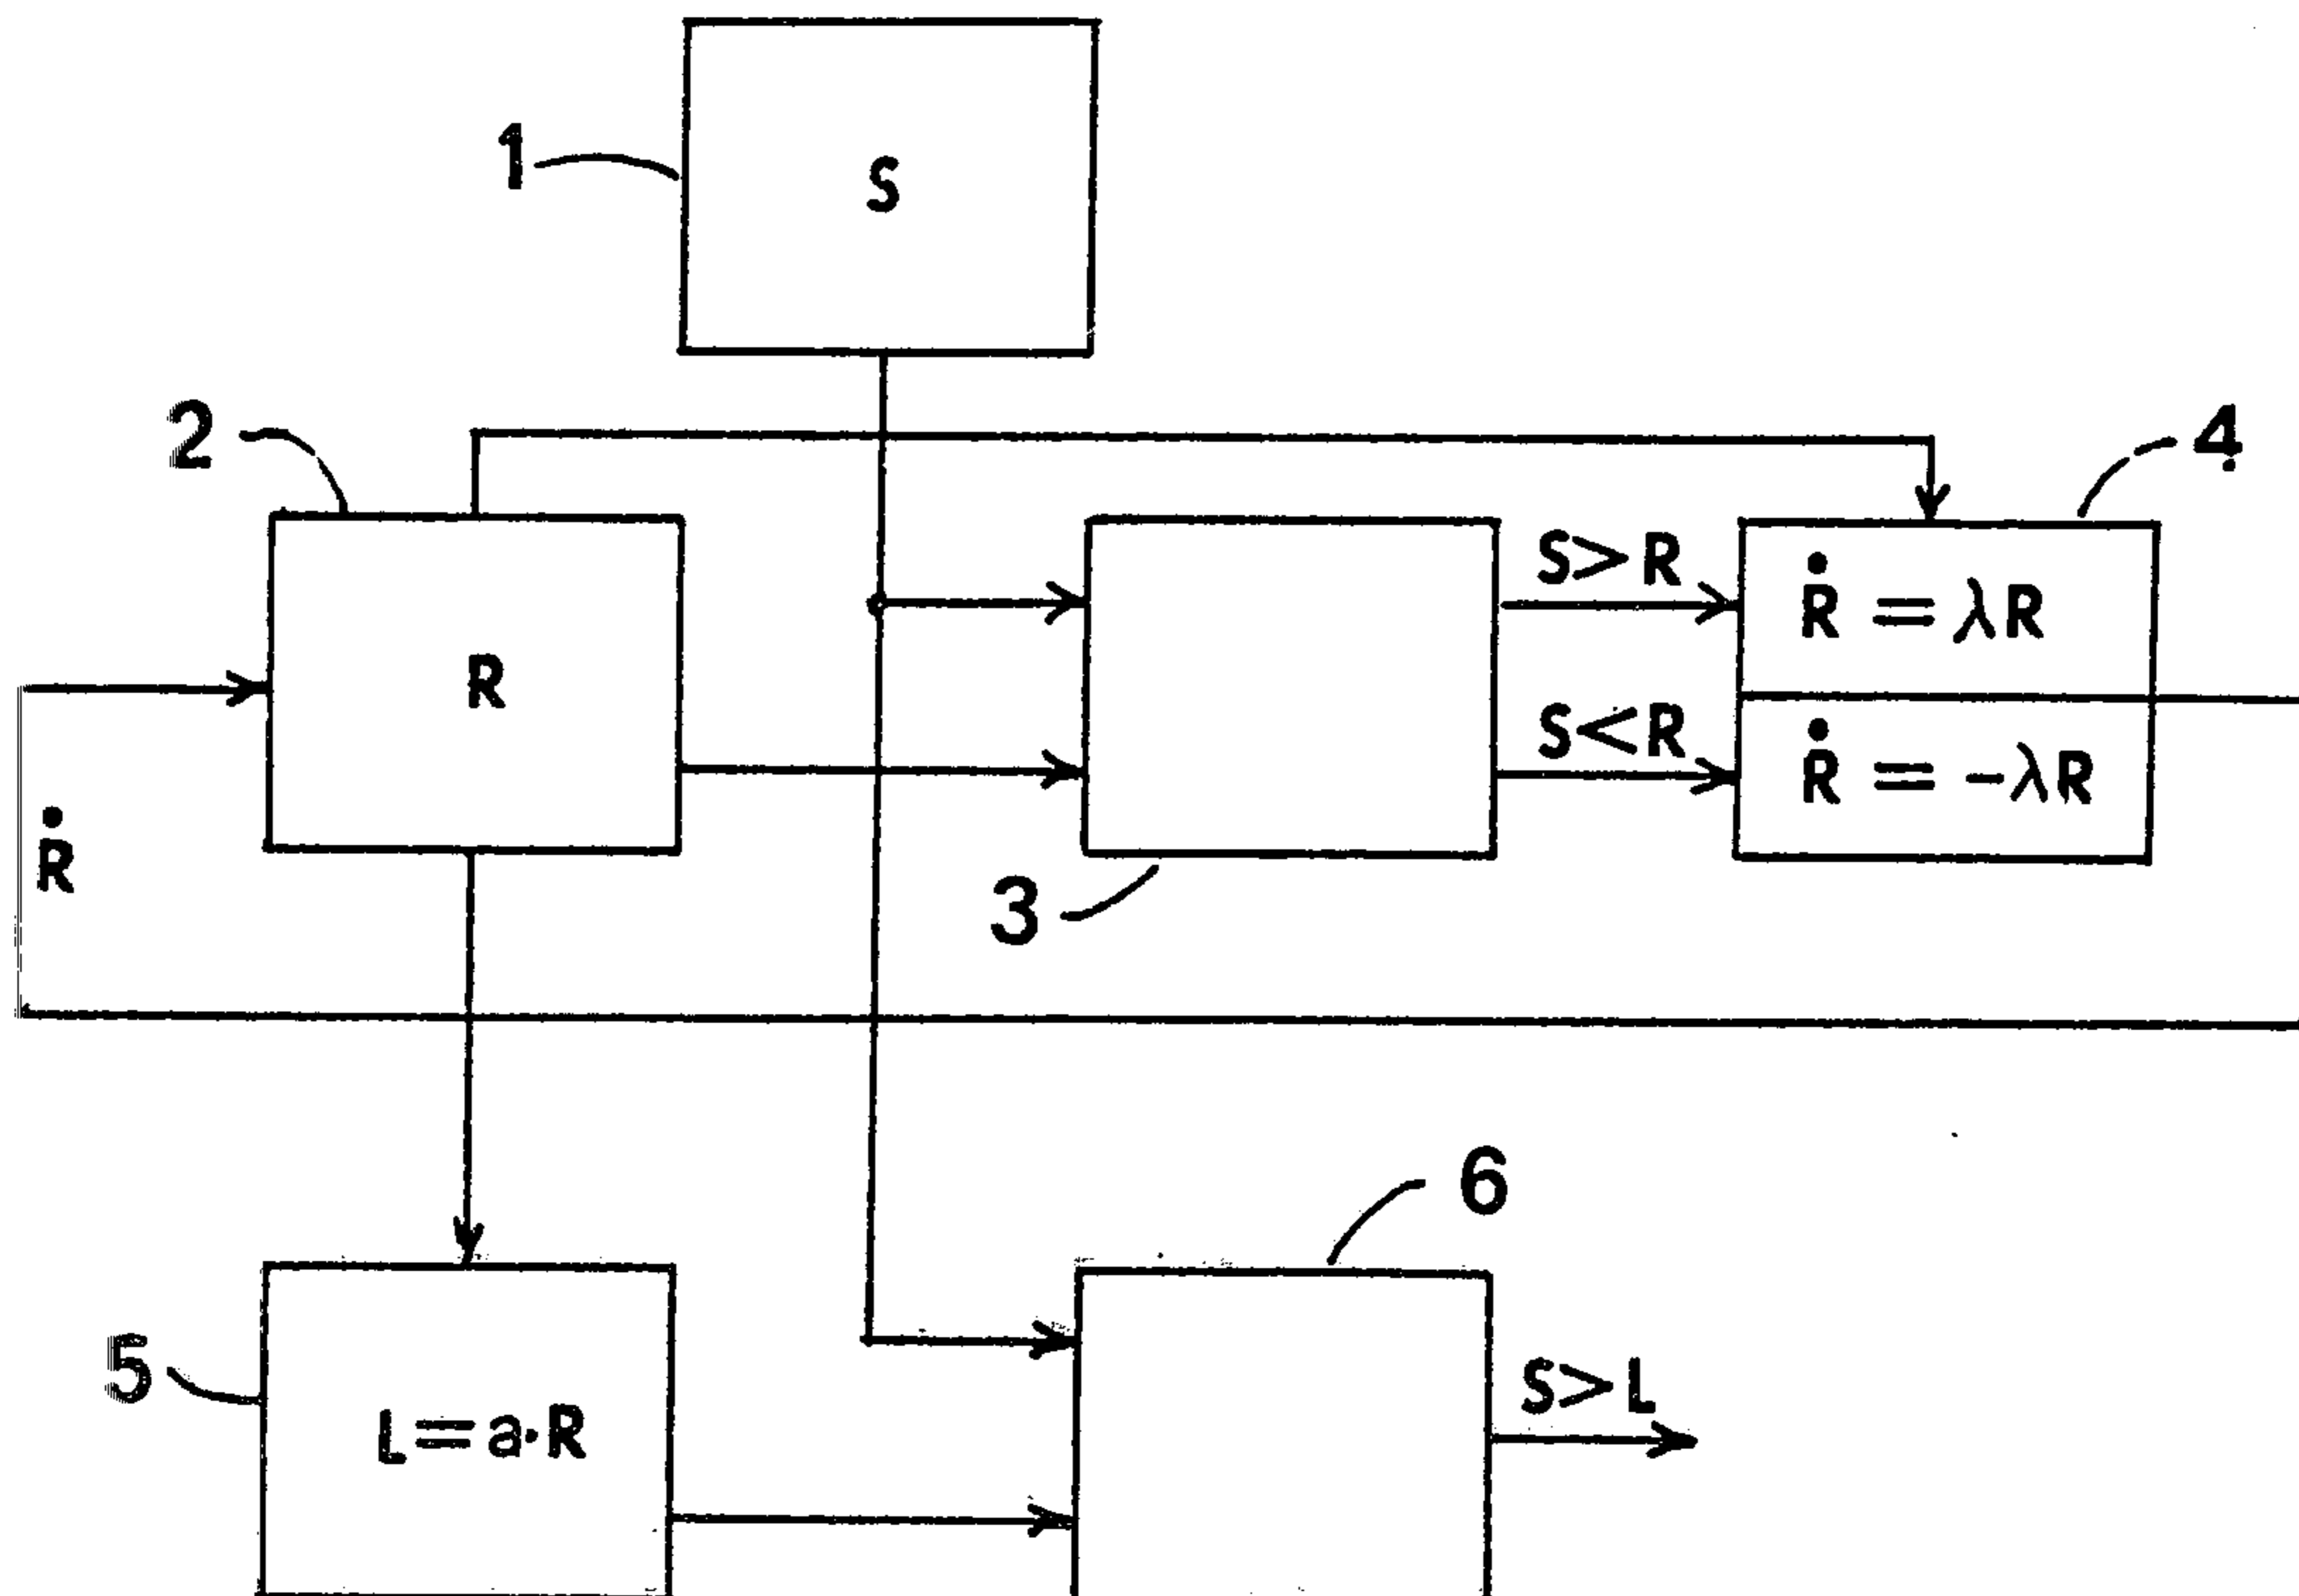 1
S
2
4
S>R
Ṙ = λR
R
S<R
Ṙ = -λR
Ṙ
3
6
5
S>L
L=a·R